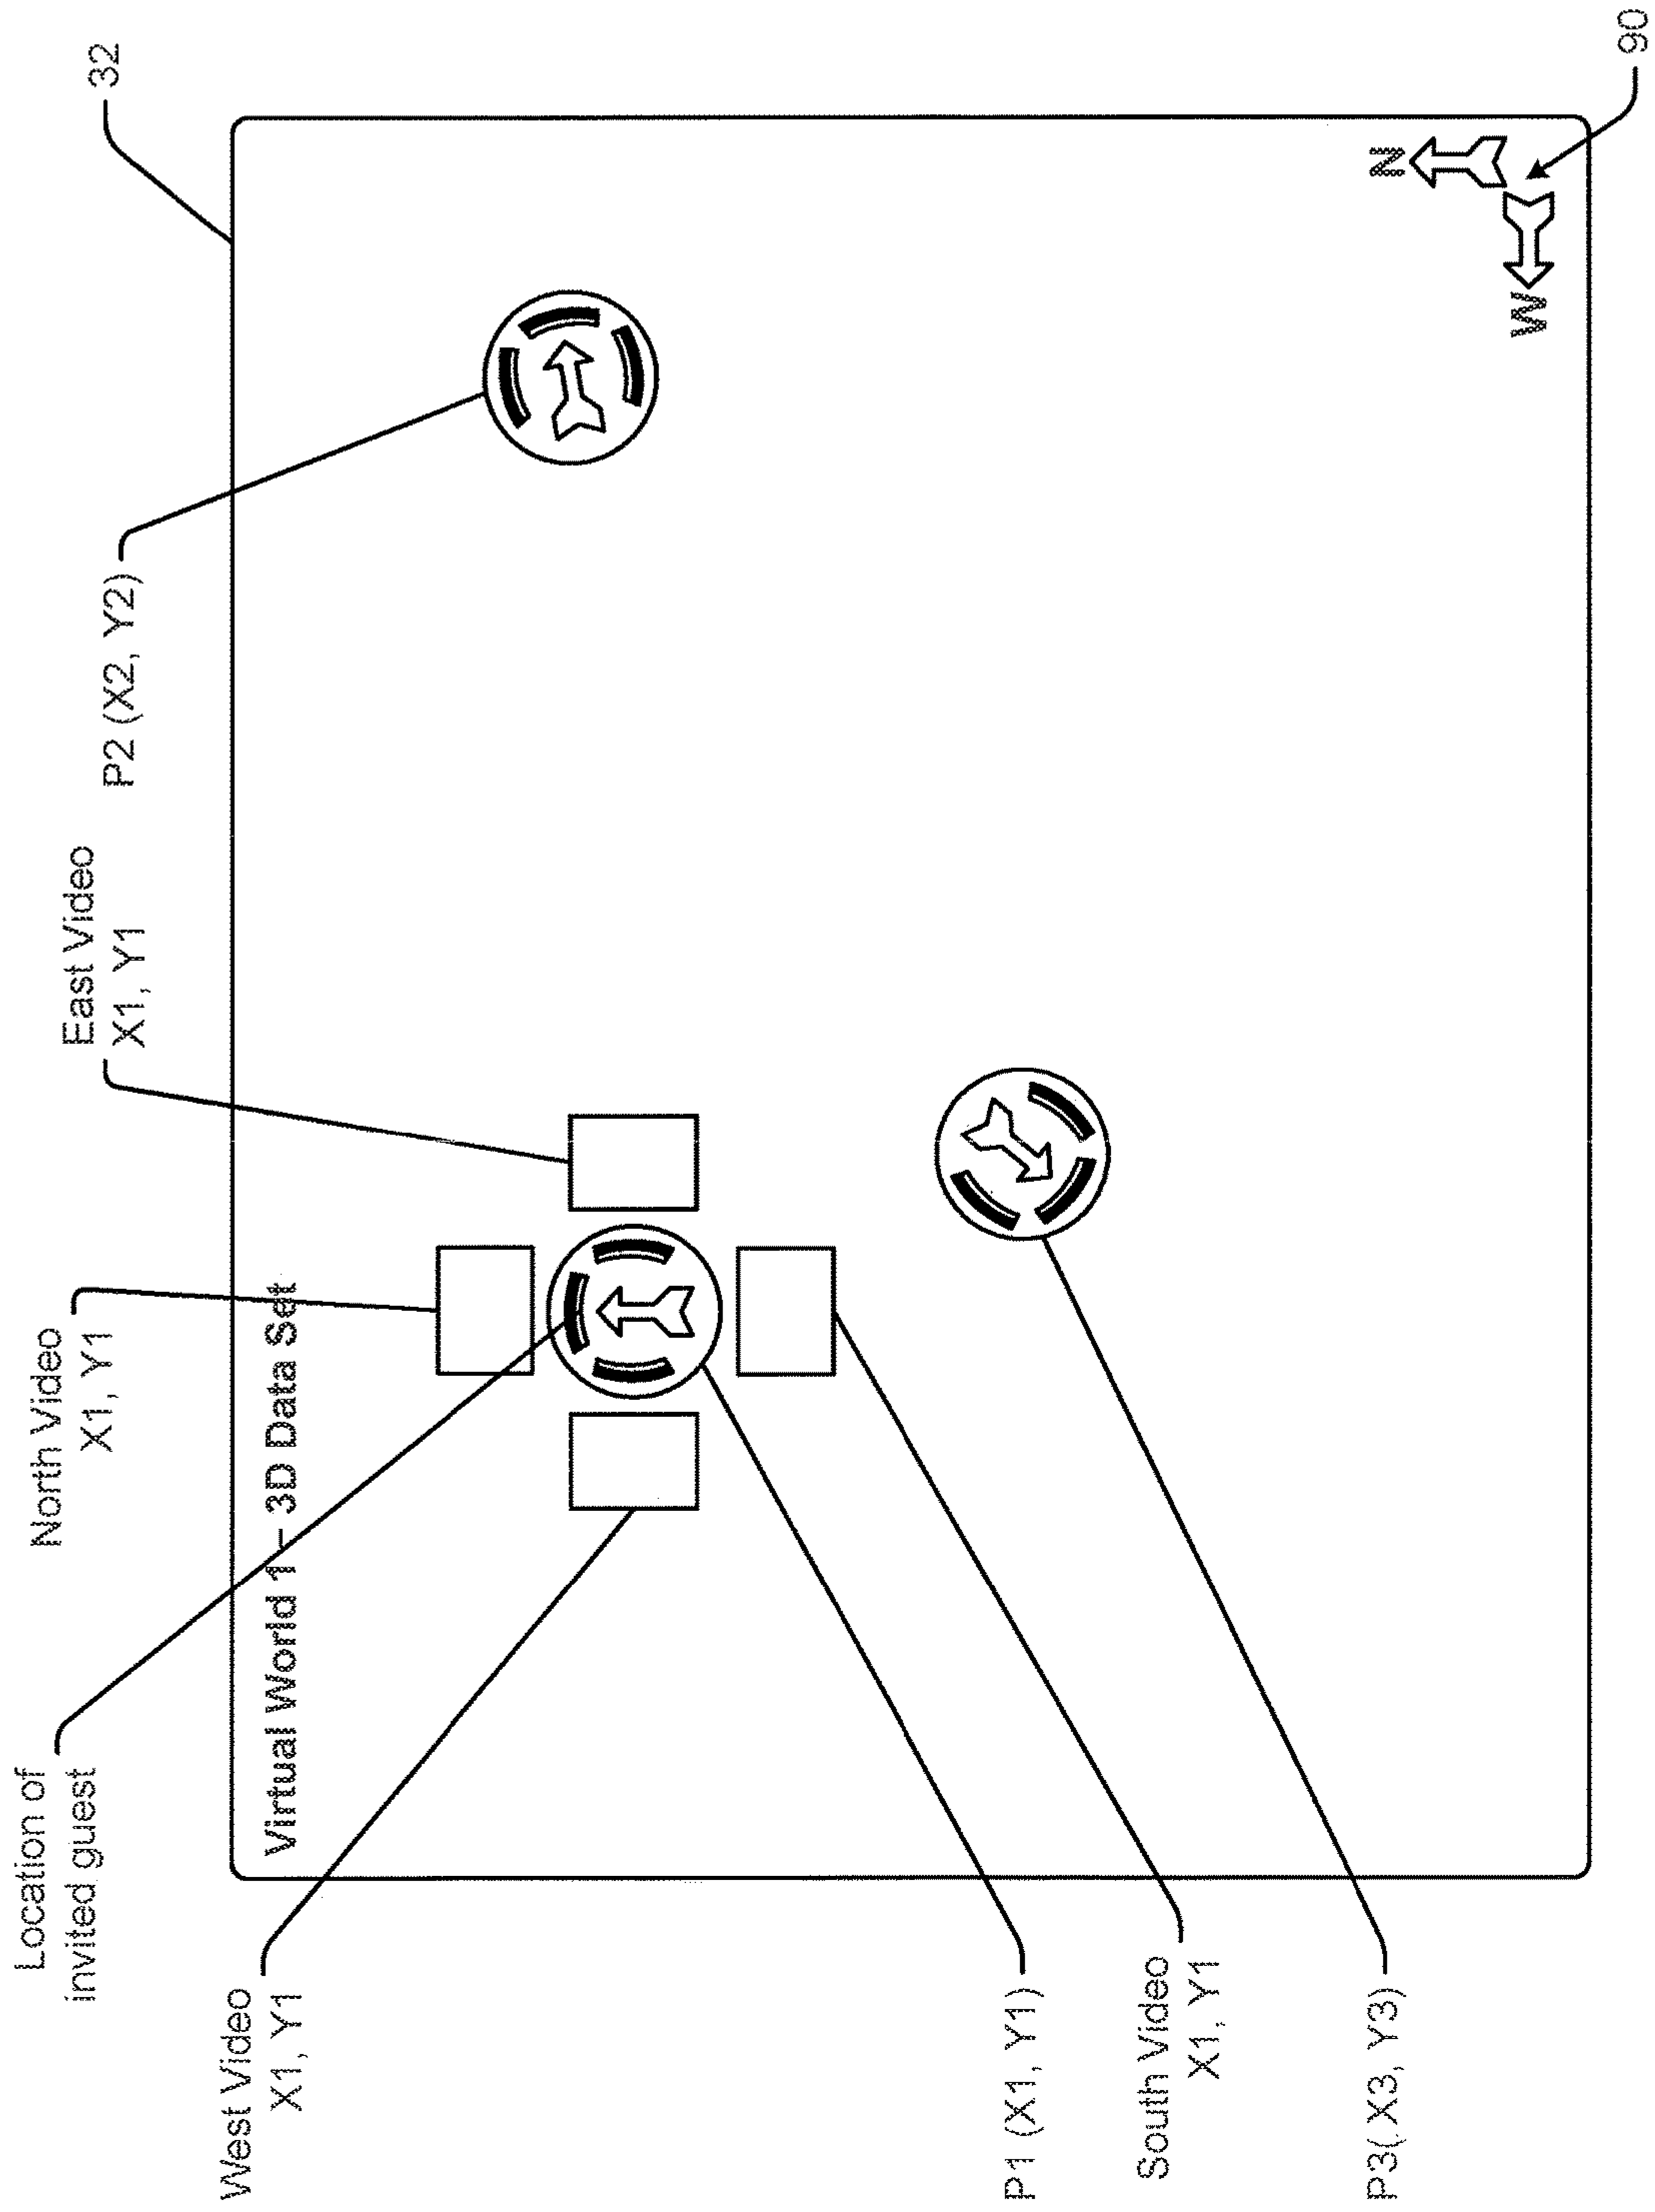 Location of
invited guest
North Video
X1, Y1
East Video
X1, Y1
P2 (X2, Y2)
32
West Video
X1, Y1
Virtual World 1 – 3D Data Set
P1 (X1, Y1)
South Video
X1, Y1
P3(. X3, Y3)
N
W
90